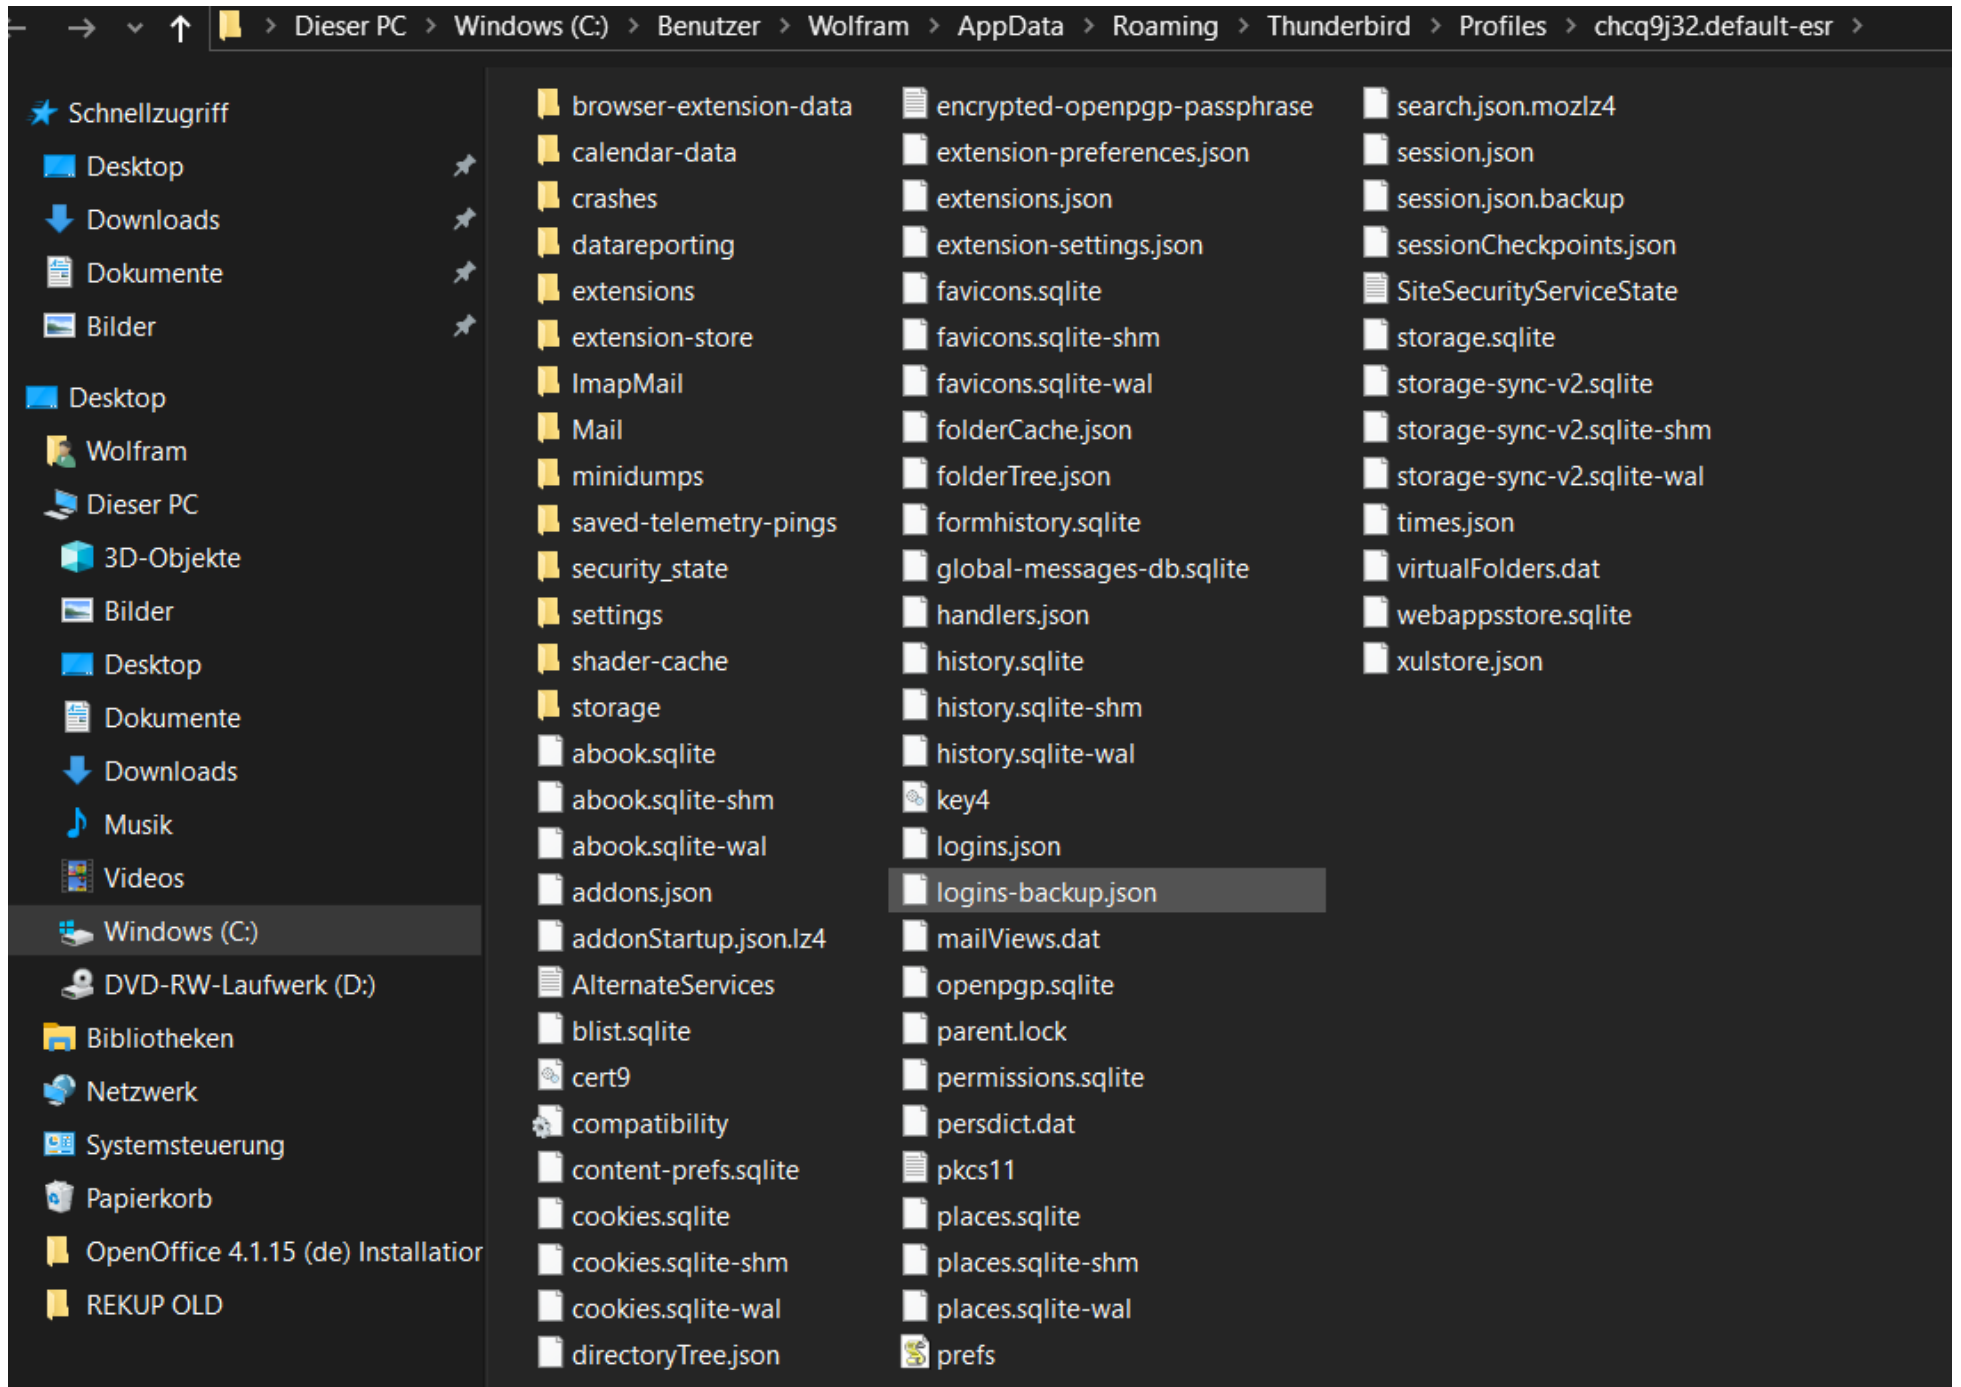 Dieser PC > Windows (C:) > Benutzer > Wolfram > AppData > Roaming > Thunderbird > Profiles > chcq9j32.default-esr >
Schnellzugriff
Desktop
Downloads
Dokumente
Bilder
Desktop
Wolfram
Dieser PC
3D-Objekte
Bilder
Desktop
Dokumente
Downloads
Musik
Videos
Windows (C:)
DVD-RW-Laufwerk (D:)
Bibliotheken
Netzwerk
Systemsteuerung
Papierkorb
OpenOffice 4.1.15 (de) Installation
REKUP OLD
browser-extension-data
calendar-data
crashes
datareporting
extensions
extension-store
ImapMail
Mail
minidumps
saved-telemetry-pings
security_state
settings
shader-cache
storage
abook.sqlite
abook.sqlite-shm
abook.sqlite-wal
addons.json
addonStartup.json.lz4
AlternateServices
blist.sqlite
cert9
compatibility
content-prefs.sqlite
cookies.sqlite
cookies.sqlite-shm
cookies.sqlite-wal
directoryTree.json
encrypted-openpgp-passphrase
extension-preferences.json
extensions.json
extension-settings.json
favicons.sqlite
favicons.sqlite-shm
favicons.sqlite-wal
folderCache.json
folderTree.json
formhistory.sqlite
global-messages-db.sqlite
handlers.json
history.sqlite
history.sqlite-shm
history.sqlite-wal
key4
logins.json
logins-backup.json
mailViews.dat
openpgp.sqlite
parent.lock
permissions.sqlite
persdict.dat
pkcs11
places.sqlite
places.sqlite-shm
places.sqlite-wal
prefs
search.json.mozlz4
session.json
session.json.backup
sessionCheckpoints.json
SiteSecurityServiceState
storage.sqlite
storage-sync-v2.sqlite
storage-sync-v2.sqlite-shm
storage-sync-v2.sqlite-wal
times.json
virtualFolders.dat
webappsstore.sqlite
xulstore.json